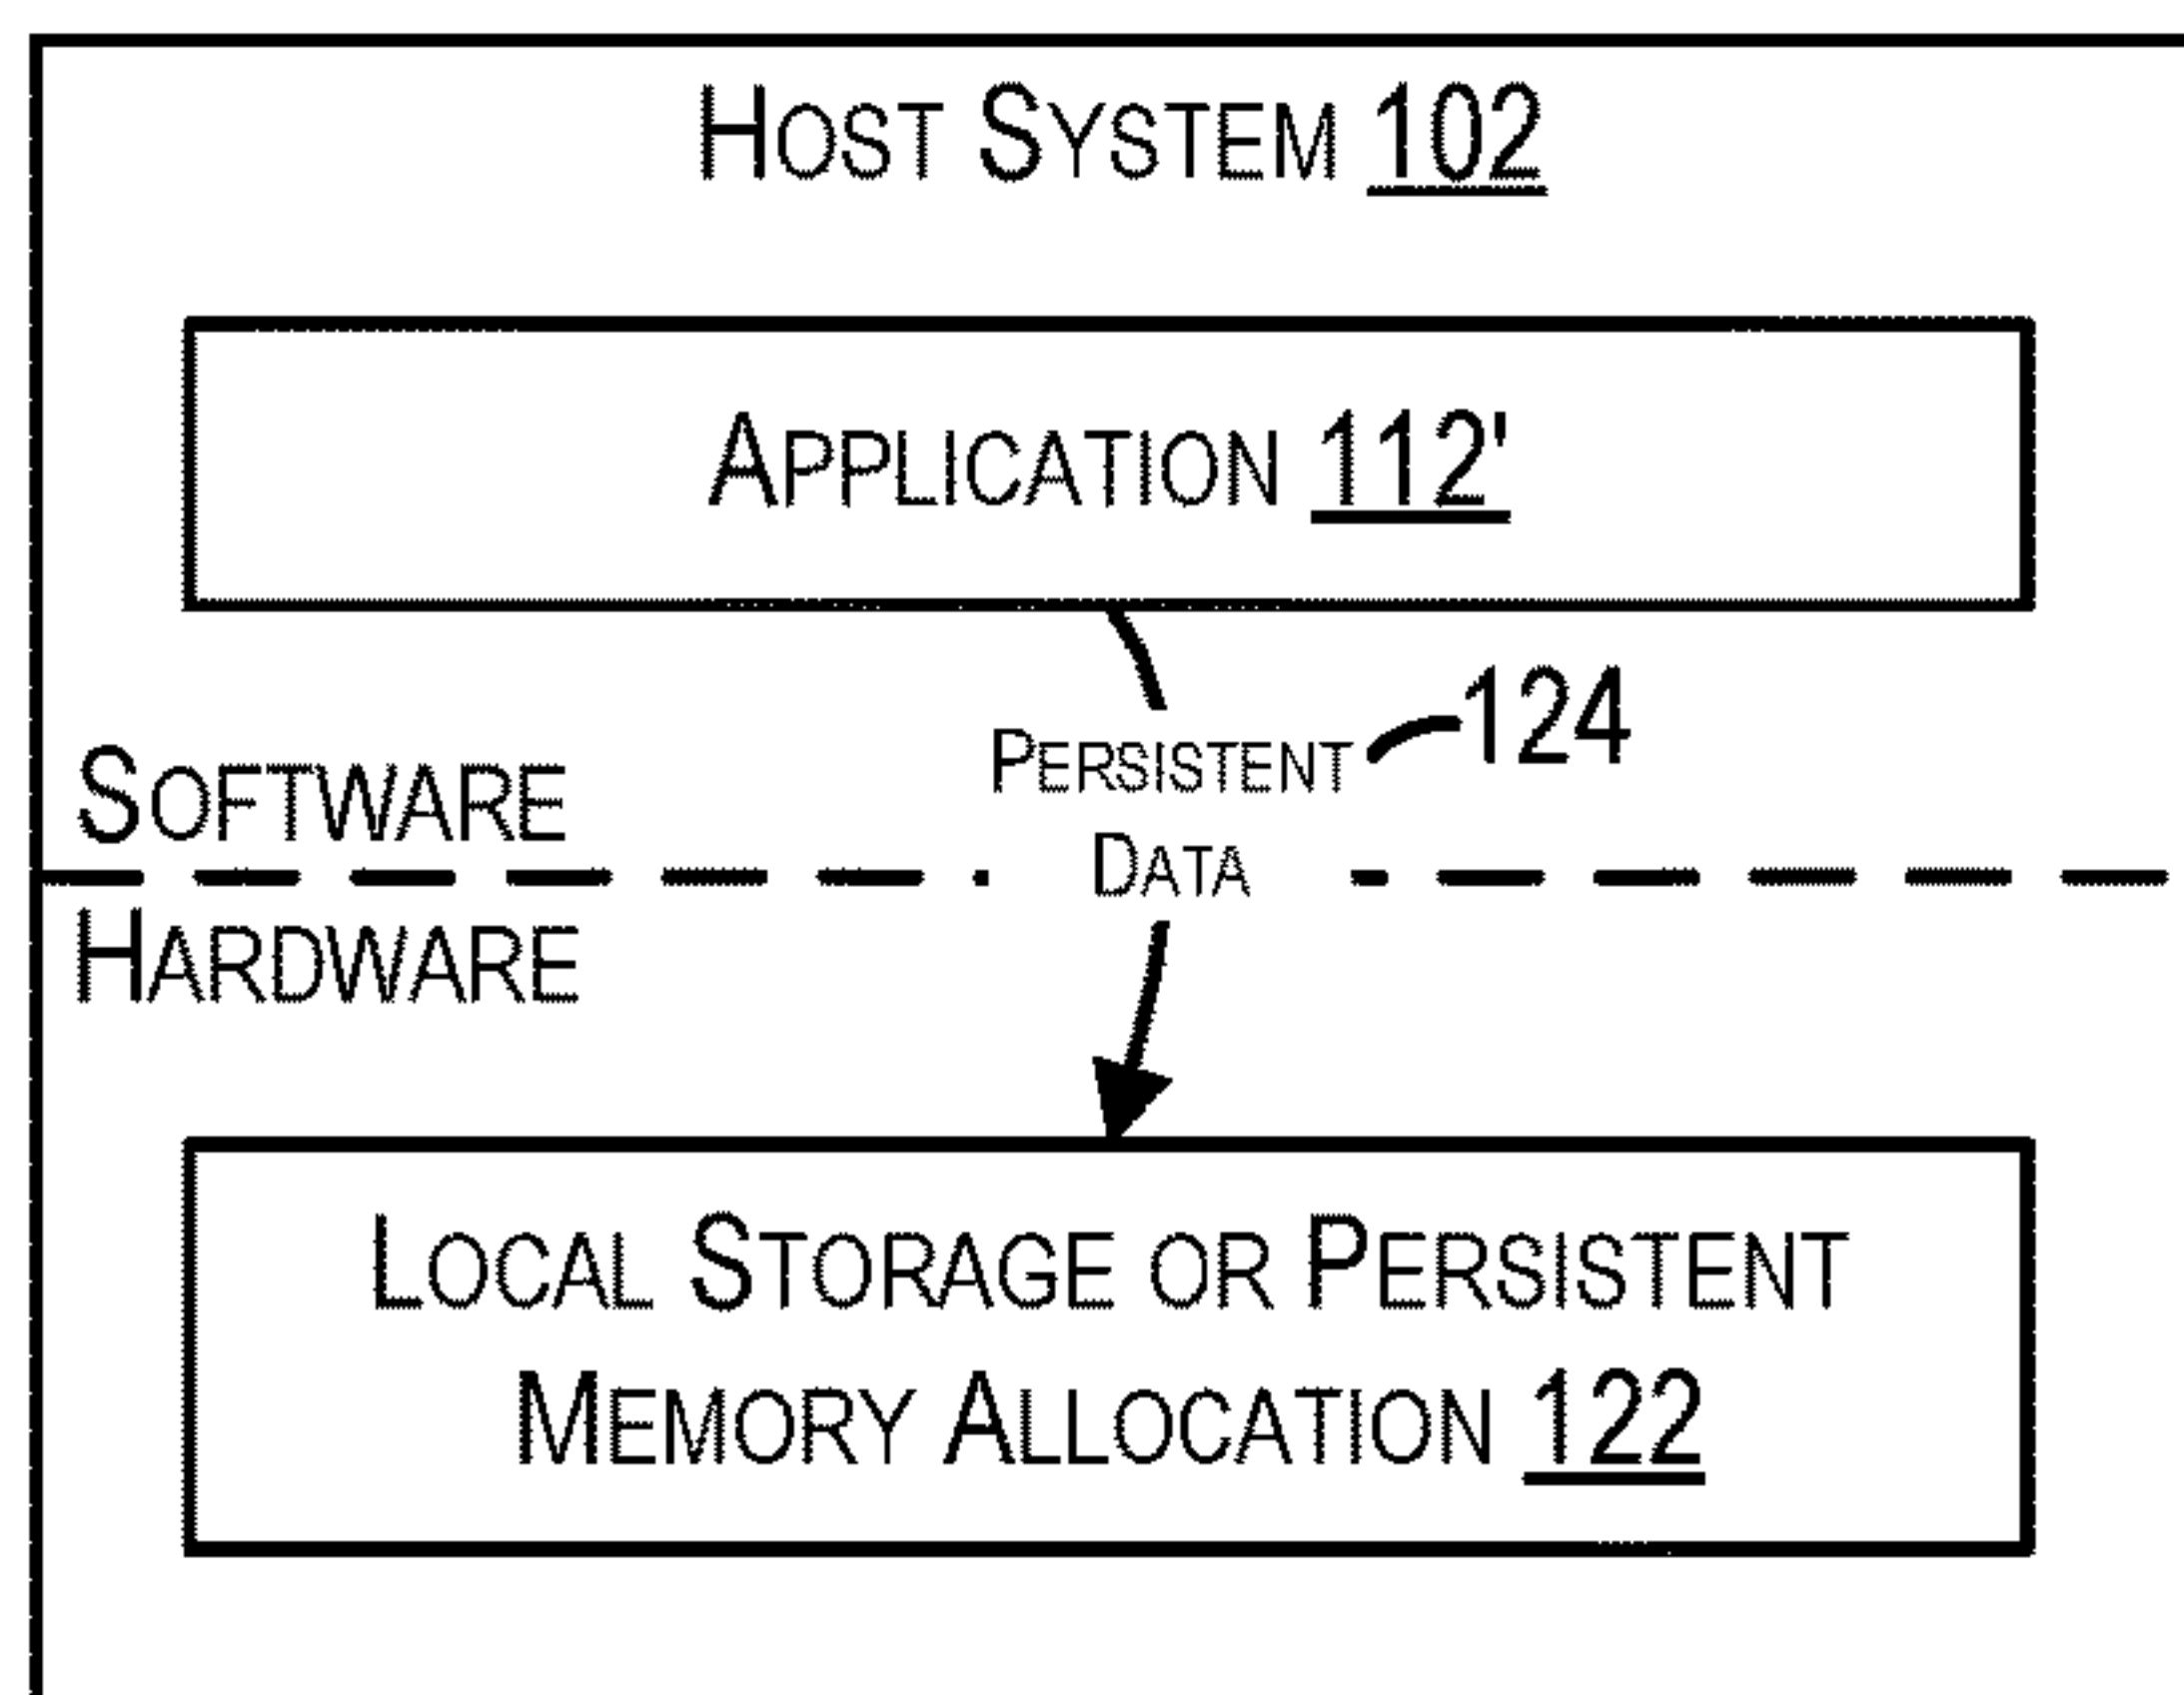 HOST SYSTEM 102
APPLICATION 112'
124
PERSISTENT
DATA
SOFTWARE
HARDWARE
LOCAL STORAGE OR PERSISTENT
MEMORY ALLOCATION 122